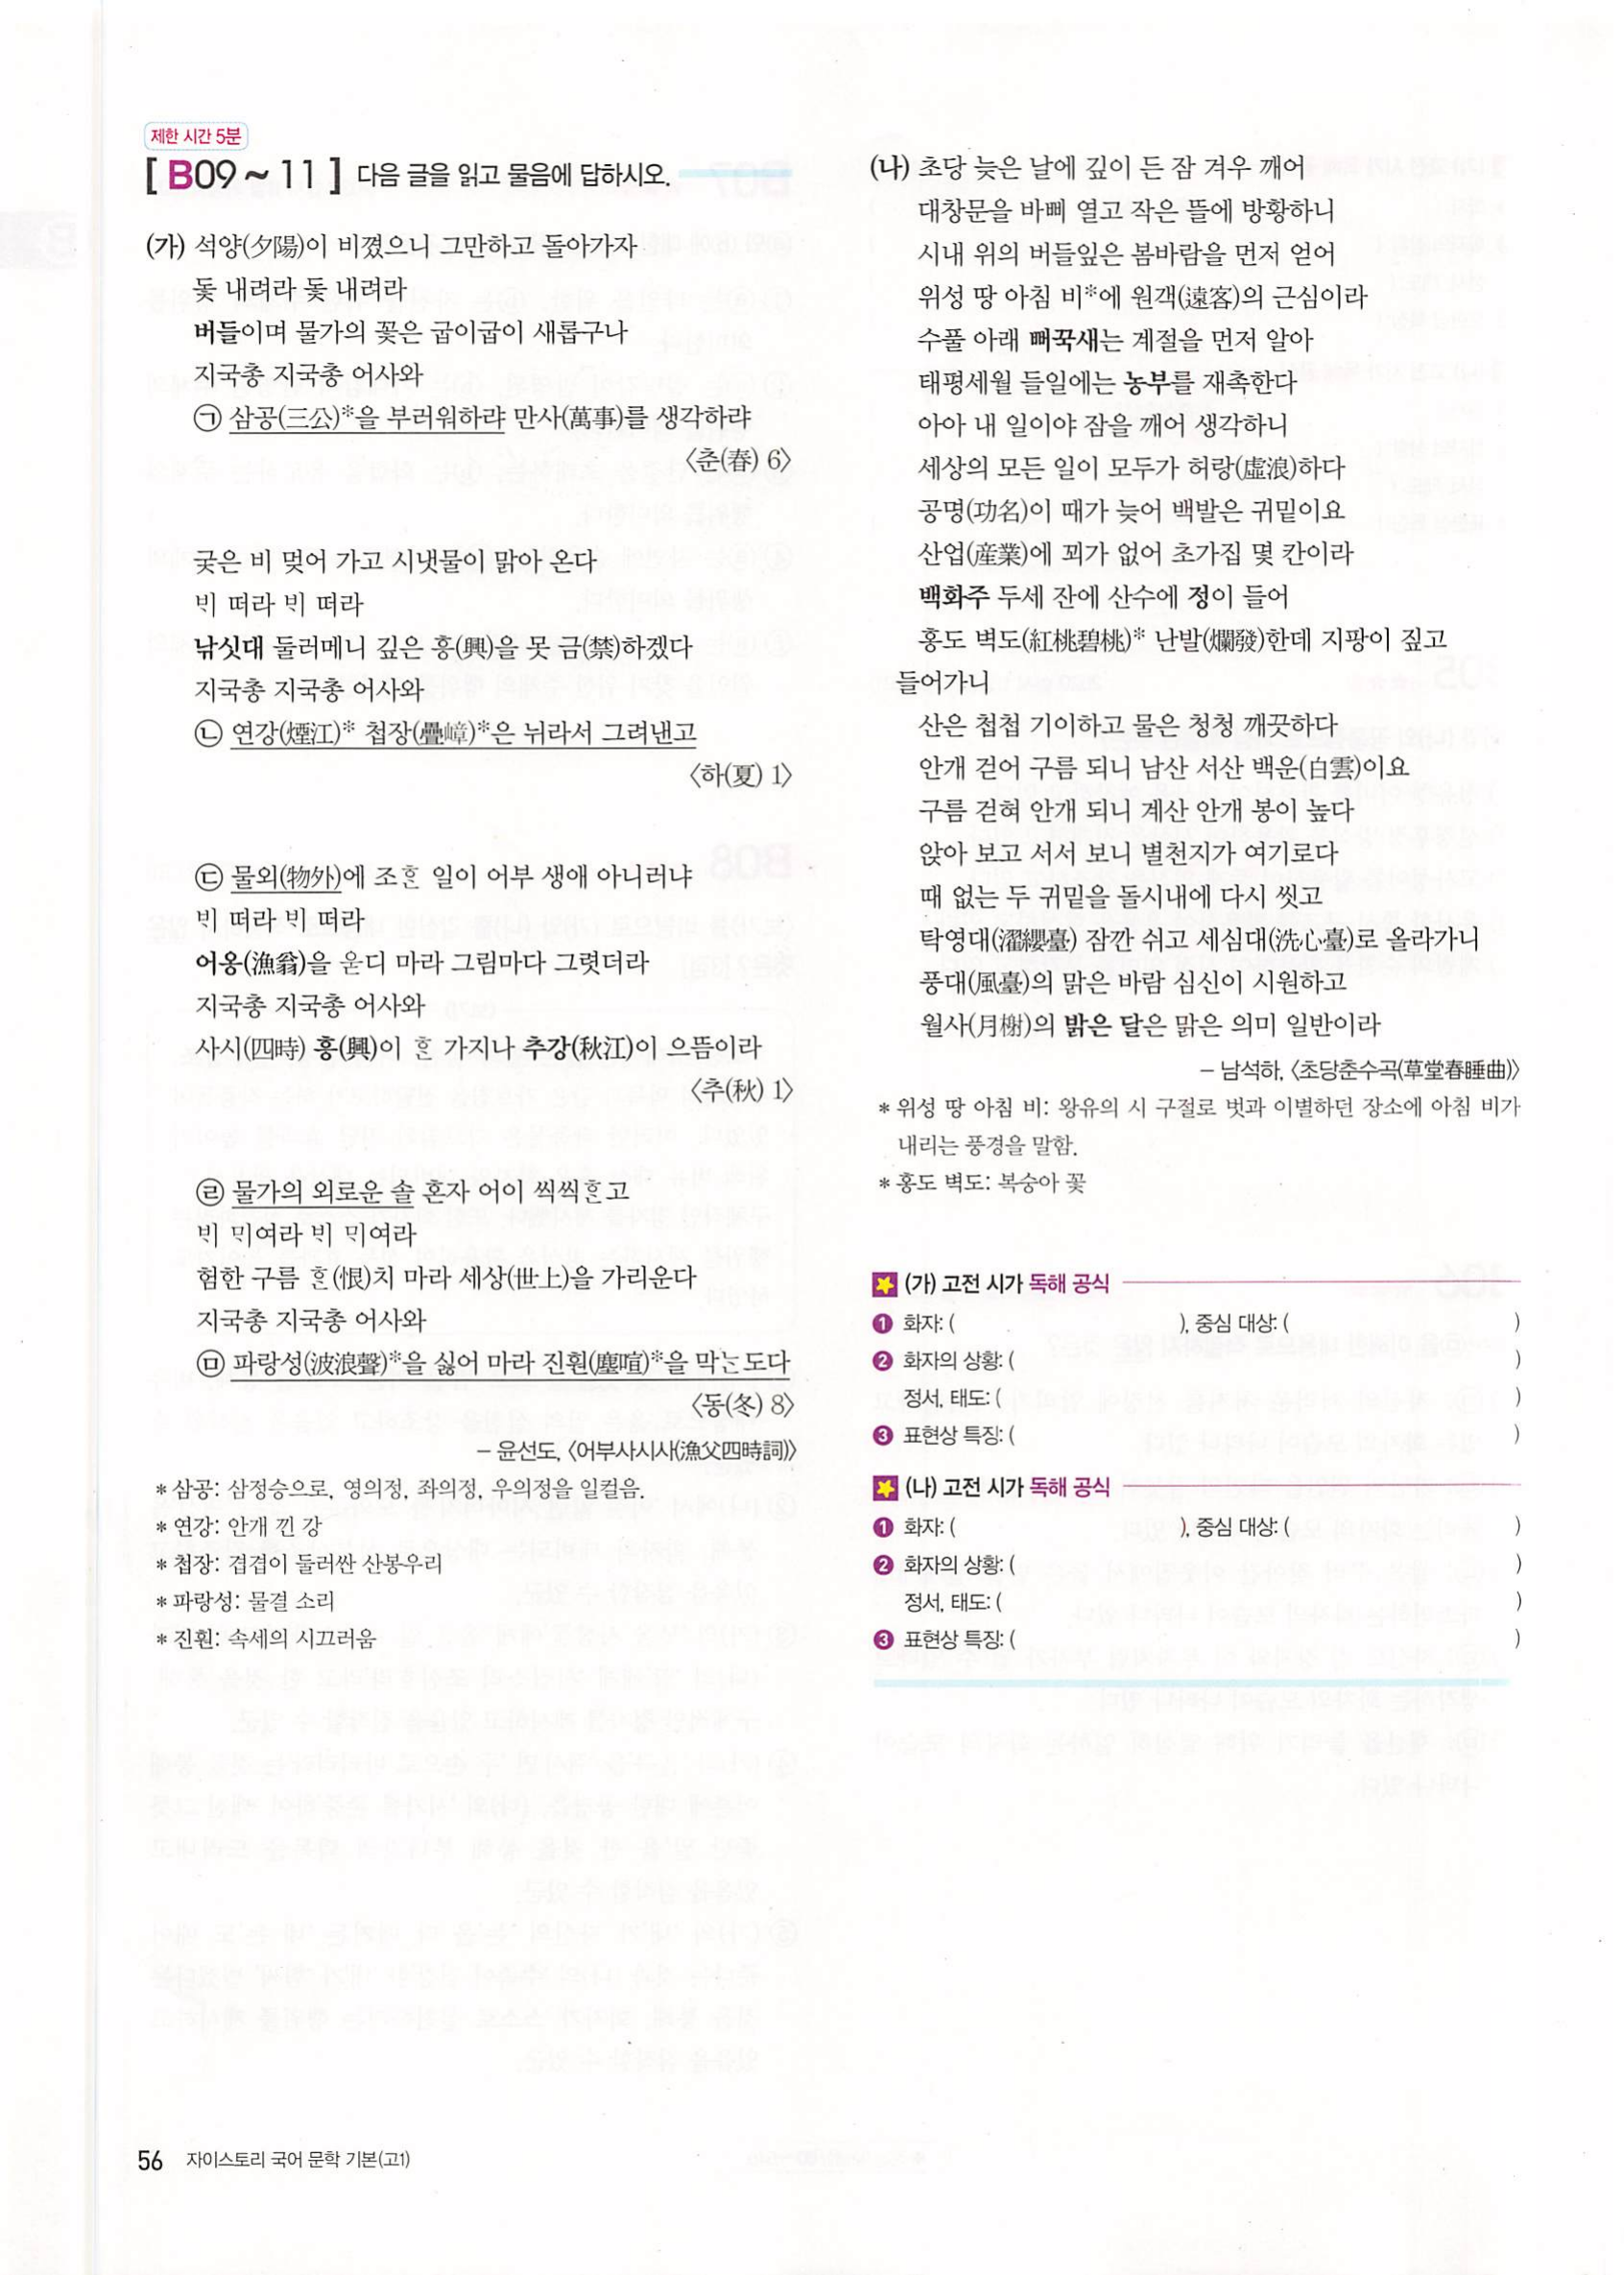 제한 시간 5분
[ B09 ~ 11 ] 다음 글을 읽고 물음에 답하시오.
(가) 석양(夕陽)이 비꼈으니 그만하고 돌아가자
돛 내려라 돛 내려라
버들이며 물가의 꽃은 굽이굽이 새롭구나
지국총 지국총 어사와
㉠ 삼공(三公)*을 부러워하랴 만사(萬事)를 생각하랴
〈춘(春) 6〉
궂은 비 멎어 가고 시냇물이 맑아 온다
ᄇᆡ 떠라 ᄇᆡ 떠라
낚싯대 둘러메니 깊은 흥(興)을 못 금(禁)하겠다
지국총 지국총 어사와
㉡ 연강(煙江)* 첩장(疊嶂)*은 뉘라서 그려낸고
〈하(夏) 1〉
㉢ 물외(物外)에 조ᄒᆞᆫ 일이 어부 생애 아니러냐
ᄇᆡ 떠라 ᄇᆡ 떠라
어옹(漁翁)을 운디 마라 그림마다 그렷더라
지국총 지국총 어사와
사시(四時) 흥(興)이 ᄒᆞᆫ 가지나 추강(秋江)이 으뜸이라
〈추(秋) 1〉
㉣ 물가의 외로운 솔 혼자 어이 씩씩ᄒᆞᆫ고
ᄇᆡ ᄆᆡ여라 ᄇᆡ ᄆᆡ여라
험한 구름 ᄒᆞᆫ(恨)치 마라 세상(世上)을 가리운다
지국총 지국총 어사와
㉤ 파랑성(波浪聲)*을 싫어 마라 진훤(塵喧)*을 막ᄂᆞᆫ도다
〈동(冬) 8〉
– 윤선도, 〈어부사시사(漁父四時詞)〉
* 삼공: 삼정승으로, 영의정, 좌의정, 우의정을 일컬음.
* 연강: 안개 낀 강
* 첩장: 겹겹이 둘러싼 산봉우리
* 파랑성: 물결 소리
* 진훤: 속세의 시끄러움
(나) 초당 늦은 날에 깊이 든 잠 겨우 깨어
대창문을 바삐 열고 작은 뜰에 방황하니
시내 위의 버들잎은 봄바람을 먼저 얻어
위성 땅 아침 비*에 원객(遠客)의 근심이라
수풀 아래 뻐꾹새는 계절을 먼저 알아
태평세월 들일에는 농부를 재촉한다
아아 내 일이야 잠을 깨어 생각하니
세상의 모든 일이 모두가 허랑(虛浪)하다
공명(功名)이 때가 늦어 백발은 귀밑이요
산업(産業)에 꾀가 없어 초가집 몇 칸이라
백화주 두세 잔에 산수에 정이 들어
홍도 벽도(紅桃碧桃)* 난발(爛發)한데 지팡이 짚고
들어가니
산은 첩첩 기이하고 물은 청청 깨끗하다
안개 걷어 구름 되니 남산 서산 백운(白雲)이요
구름 걷혀 안개 되니 계산 안개 봉이 높다
앉아 보고 서서 보니 별천지가 여기로다
때 없는 두 귀밑을 돌시내에 다시 씻고
탁영대(濯纓臺) 잠깐 쉬고 세심대(洗心臺)로 올라가니
풍대(風臺)의 맑은 바람 심신이 시원하고
월사(月榭)의 밝은 달은 맑은 의미 일반이라
– 남석하, 〈초당춘수곡(草堂春睡曲)〉
* 위성 땅 아침 비: 왕유의 시 구절로 벗과 이별하던 장소에 아침 비가
내리는 풍경을 말함.
* 홍도 벽도: 복숭아 꽃
(가) 고전 시가 독해 공식
❶ 화자: ( ), 중심 대상: ( )
❷ 화자의 상황: ( )
정서, 태도: ( )
❸ 표현상 특징: ( )
(나) 고전 시가 독해 공식
❶ 화자: ( ), 중심 대상: ( )
❷ 화자의 상황: ( )
정서, 태도: ( )
❸ 표현상 특징: ( )
56 자이스토리 국어 문학 기본(고1)